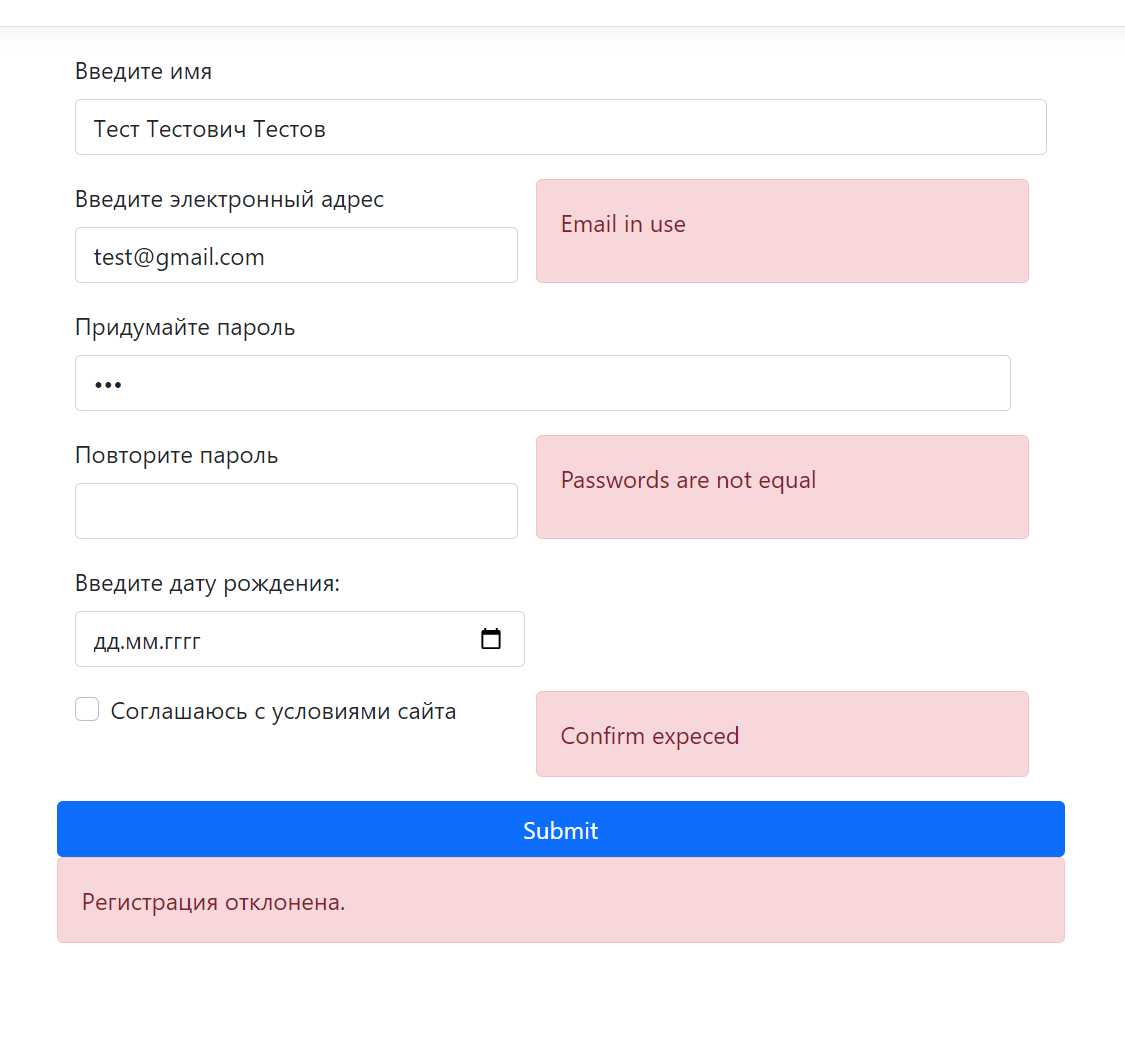 Введите имя
Тест Тестович Тестов
Введите электронный адрес
Email in use
test@gmail.com
Придумайте пароль
•••
Повторите пароль
Passwords are not equal
Введите дату рождения:
дд.мм.гггг
Соглашаюсь с условиями сайта
Confirm expeced
Submit
Регистрация отклонена.